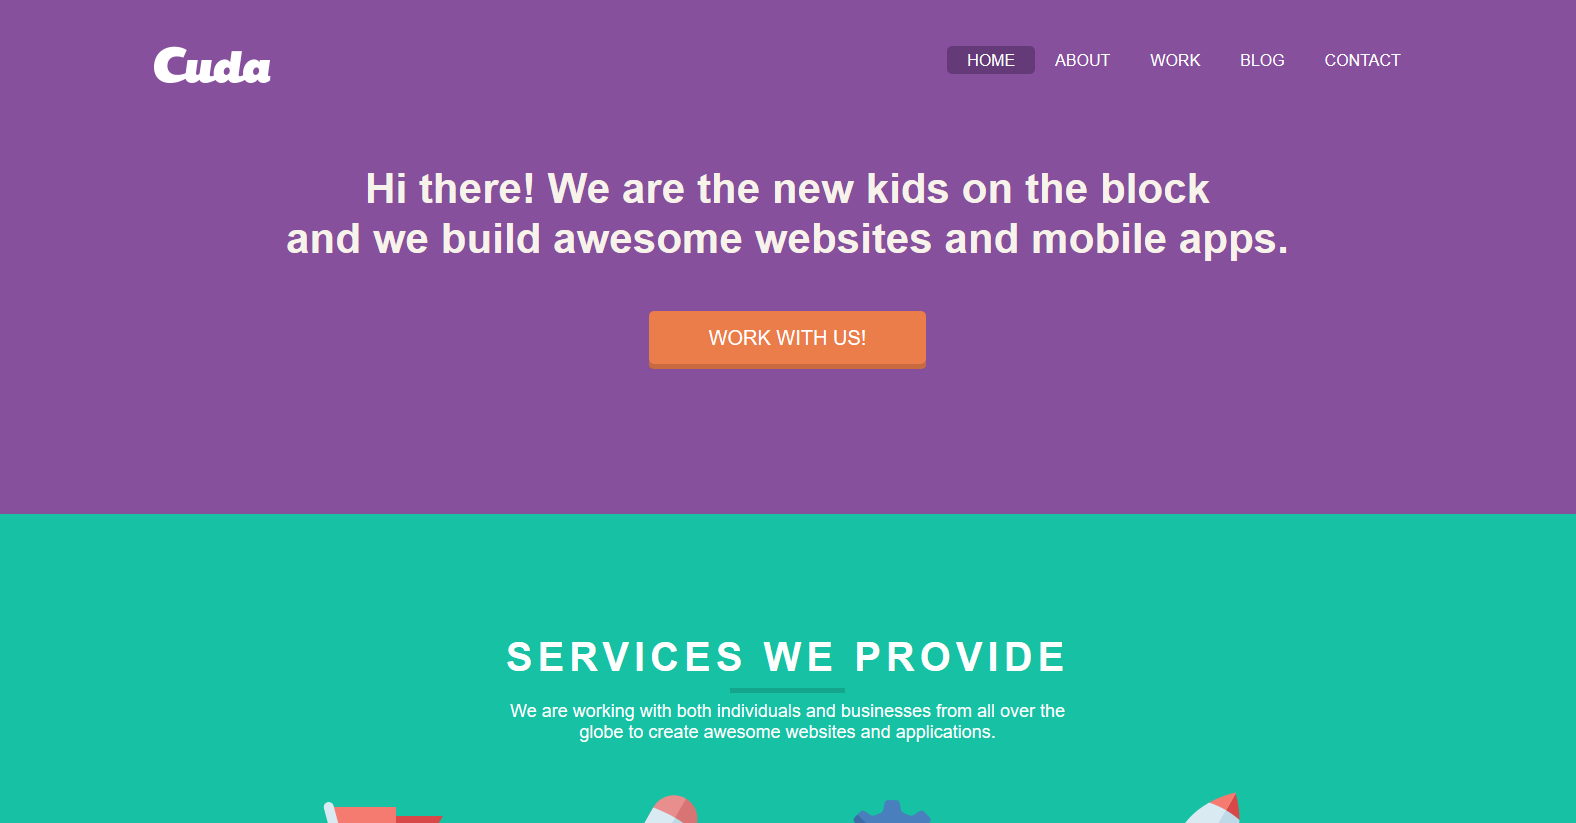 Cuda
HOME ABOUT WORK BLOG CONTACT
Hi there! We are the new kids on the block
and we build awesome websites and mobile apps.
WORK WITH US!
SERVICES WE PROVIDE
We are working with both individuals and businesses from all over the
globe to create awesome websites and applications.